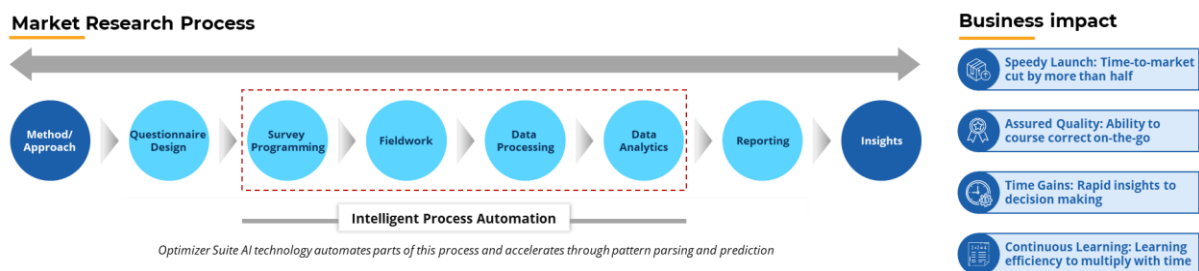 Market Research Process
Method/
Approach
Questionnaire
Design
Survey
Programming
Fieldwork
Data
Processing
Data
Analytics
Reporting
Insights
Intelligent Process Automation
Optimizer Suite AI technology automates parts of this process and accelerates through pattern parsing and prediction
Business impact
Speedy Launch: Time-to-market
cut by more than half
Assured Quality: Ability to
course correct on-the-go
Time Gains: Rapid insights to
decision making
Continuous Learning: Learning
efficiency to multiply with time